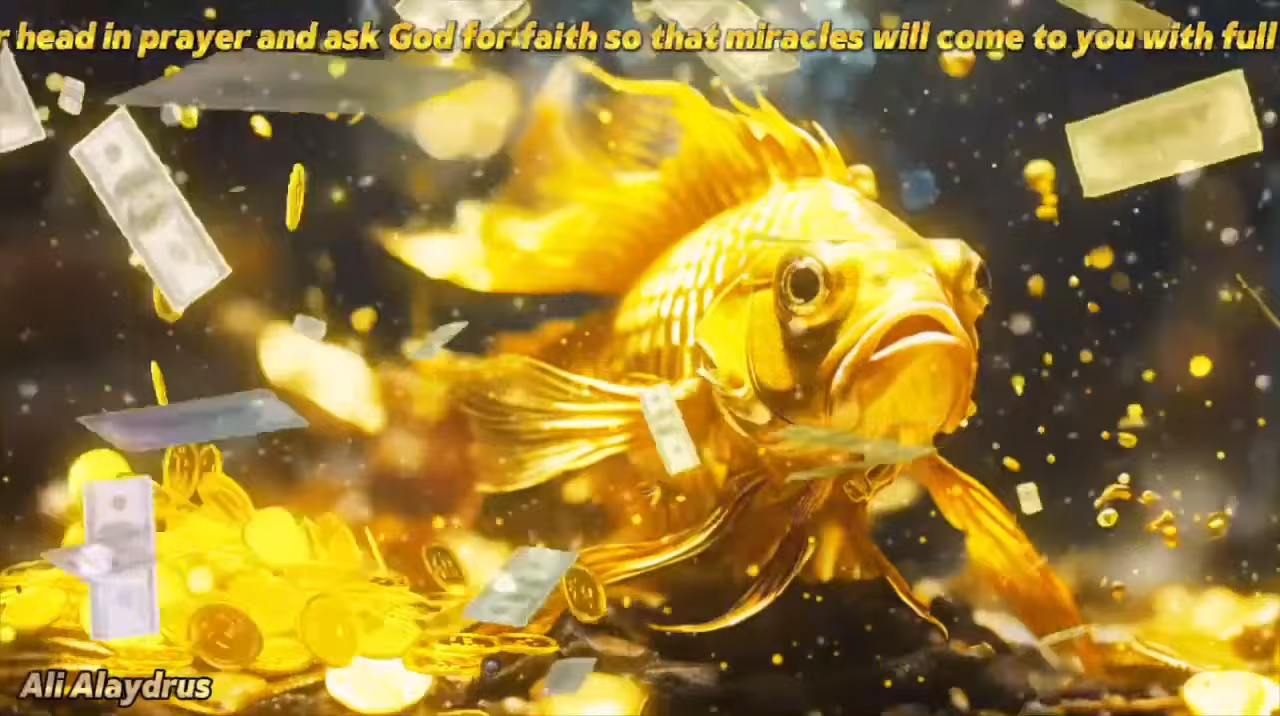 head in prayer and ask God for faith so that miracles will come to you with full
Ali Alaydrus